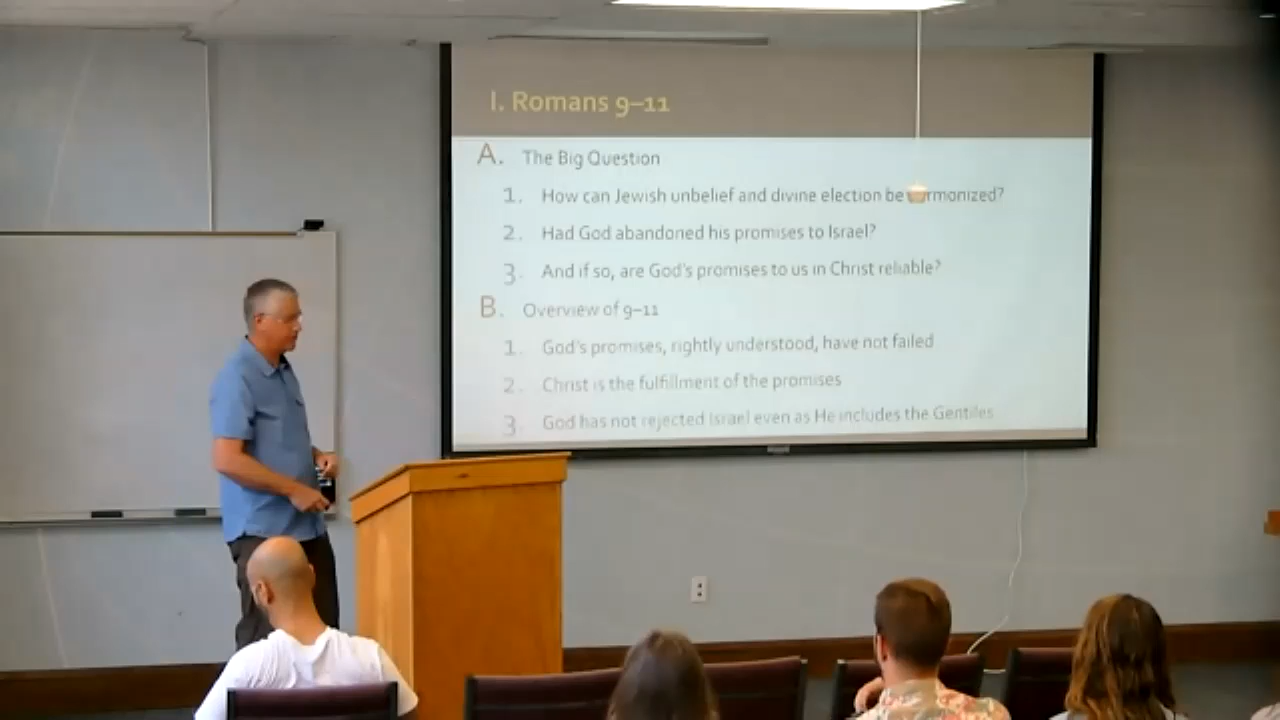 I. Romans 9–11
A. The Big Question
1. How can Jewish unbelief and divine election be rmonized?
2. Had God abandoned his promises to Israel?
3. And if so, are God's promises to us in Christ reliable?
B. Overview of 9–11
1. God's promises, rightly understood, have not failed
2. Christ is the fulfillment of the promises
3. God has not rejected Israel even as He includes the Gentiles